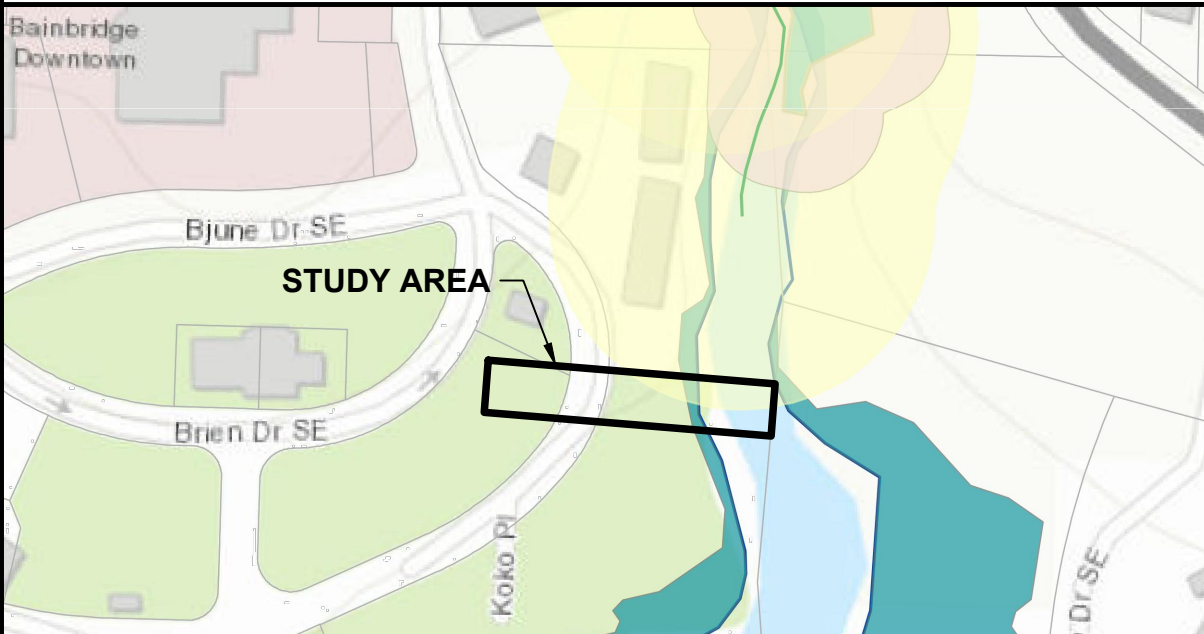 Bainbridge
Downtown
Bjune Dr SE
STUDY AREA
Brien Dr SE
Koko Pl
Dr SE